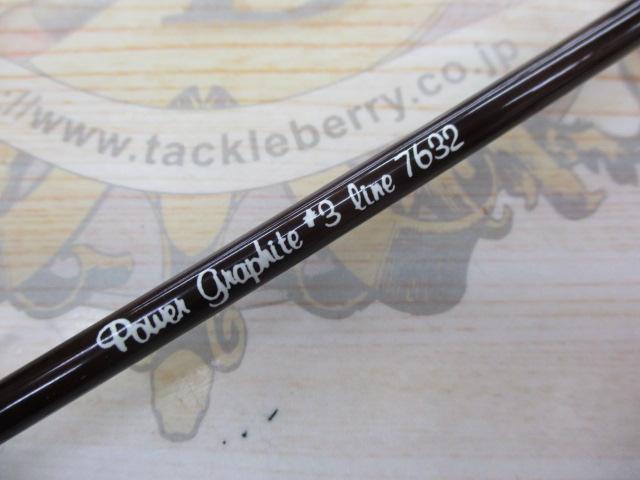 ://www.tackleberry.co.jp
Power Graphite #3 line 7632